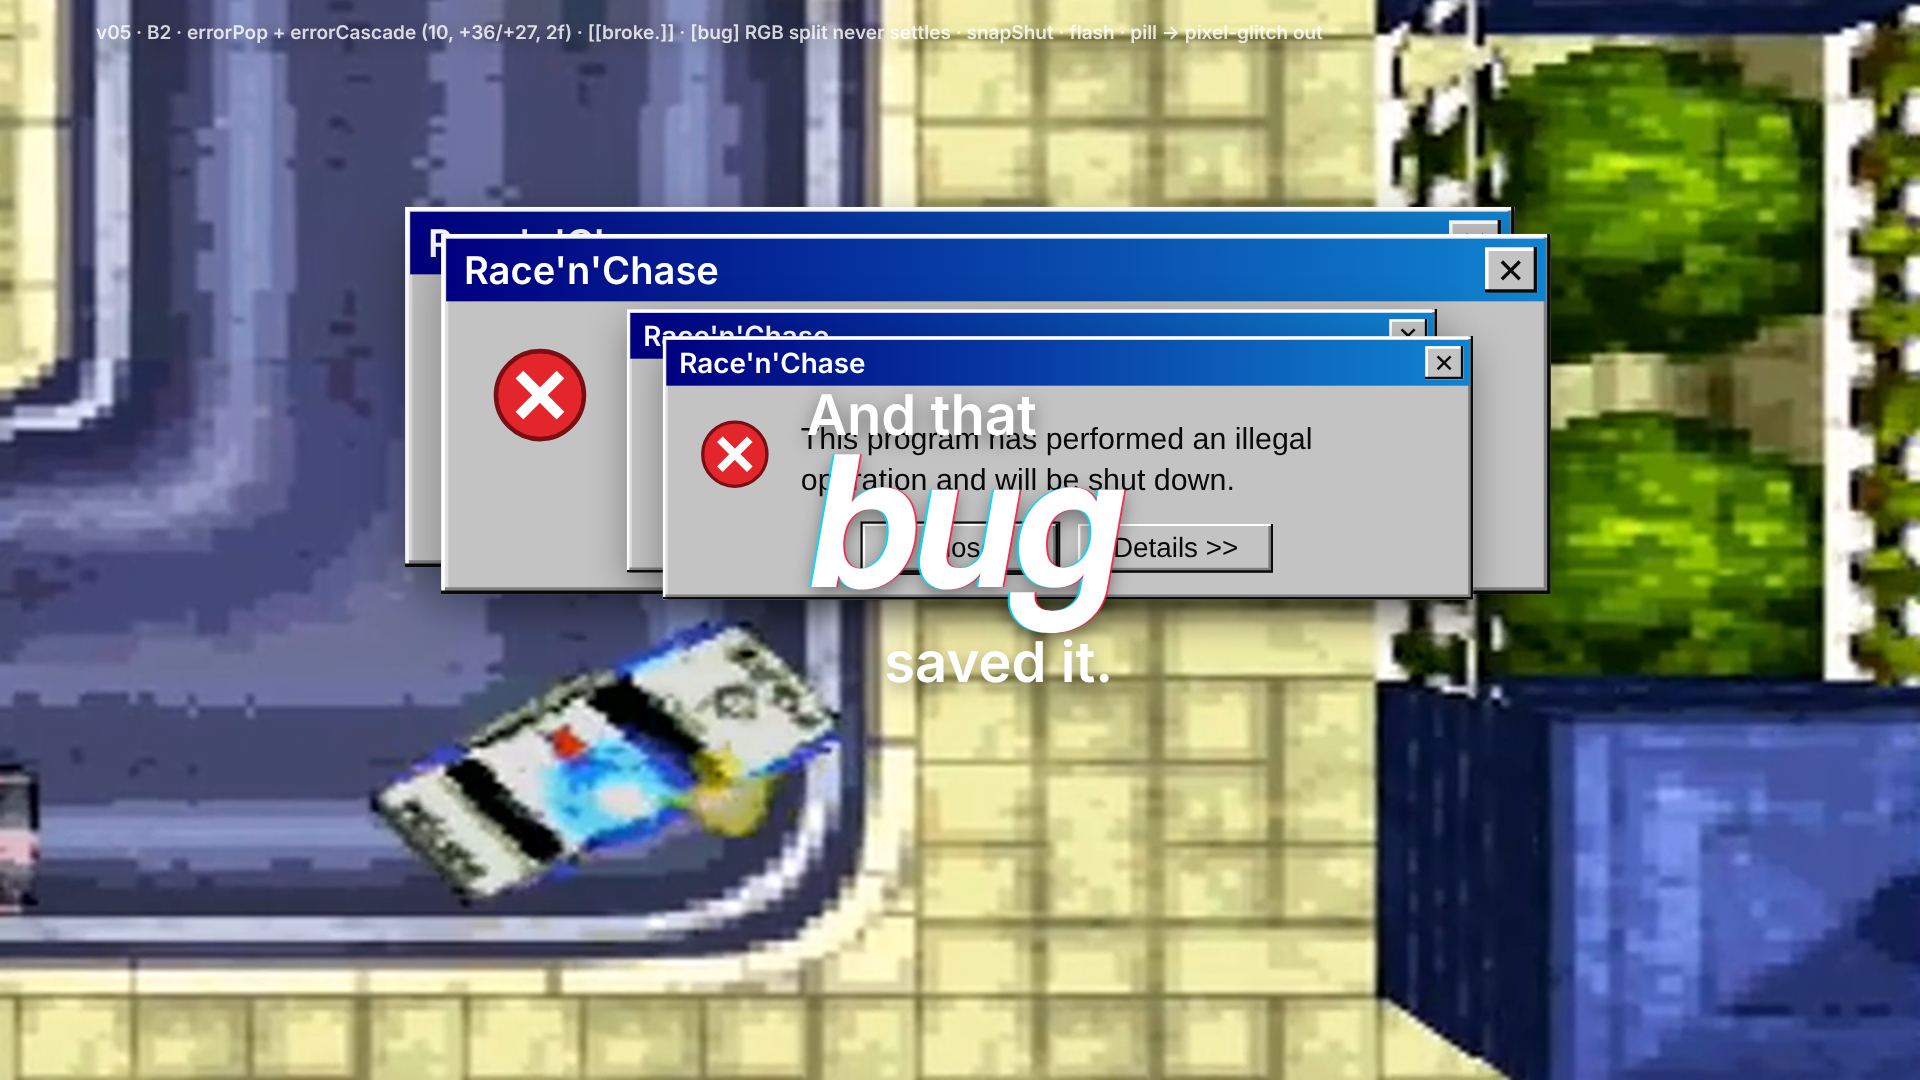 v05 · B2 · errorPop + errorCascade (10, +36/+27, 2f) · [[broke.]] · [bug] RGB split never settles · snapShut · flash · pill → pixel-glitch out
Race'n'Chase
Race'n'Chase
Race'n'Chase
And that
This program has performed an illegal
operation and will be shut down.
bug
Details >>
saved it.